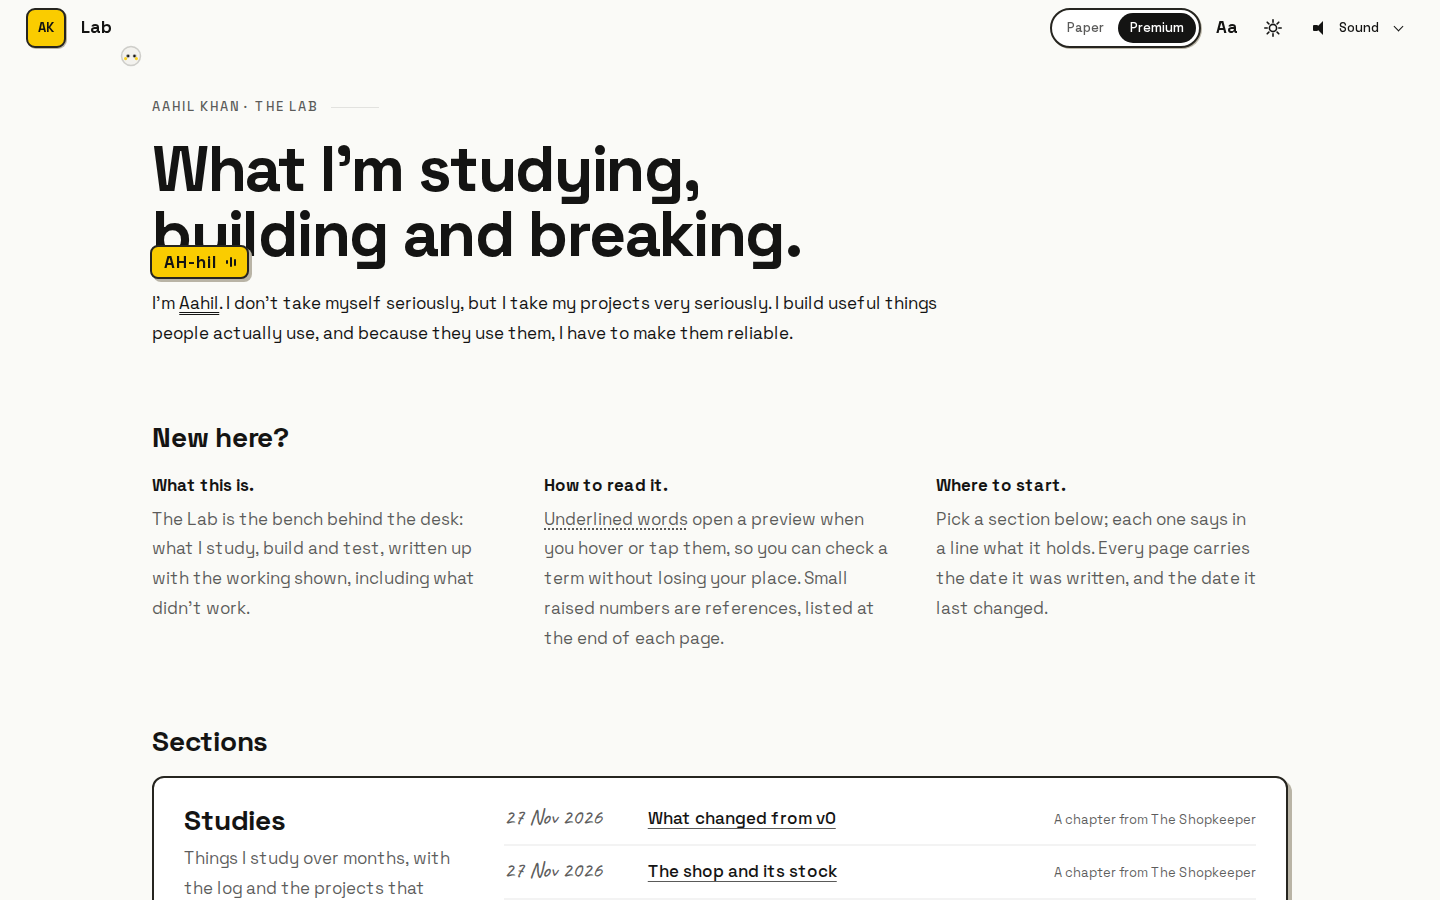 AK Lab
Paper Premium Aa Sound
AAHIL KHAN · THE LAB
What I’m studying,
building and breaking.
AH-hil
I’m Aahil. I don’t take myself seriously, but I take my projects very seriously. I build useful things
people actually use, and because they use them, I have to make them reliable.
New here?
What this is.
The Lab is the bench behind the desk:
what I study, build and test, written up
with the working shown, including what
didn’t work.
How to read it.
Underlined words open a preview when
you hover or tap them, so you can check a
term without losing your place. Small
raised numbers are references, listed at
the end of each page.
Where to start.
Pick a section below; each one says in
a line what it holds. Every page carries
the date it was written, and the date it
last changed.
Sections
Studies
Things I study over months, with
the log and the projects that
27 Nov 2026 What changed from v0 A chapter from The Shopkeeper
27 Nov 2026 The shop and its stock A chapter from The Shopkeeper